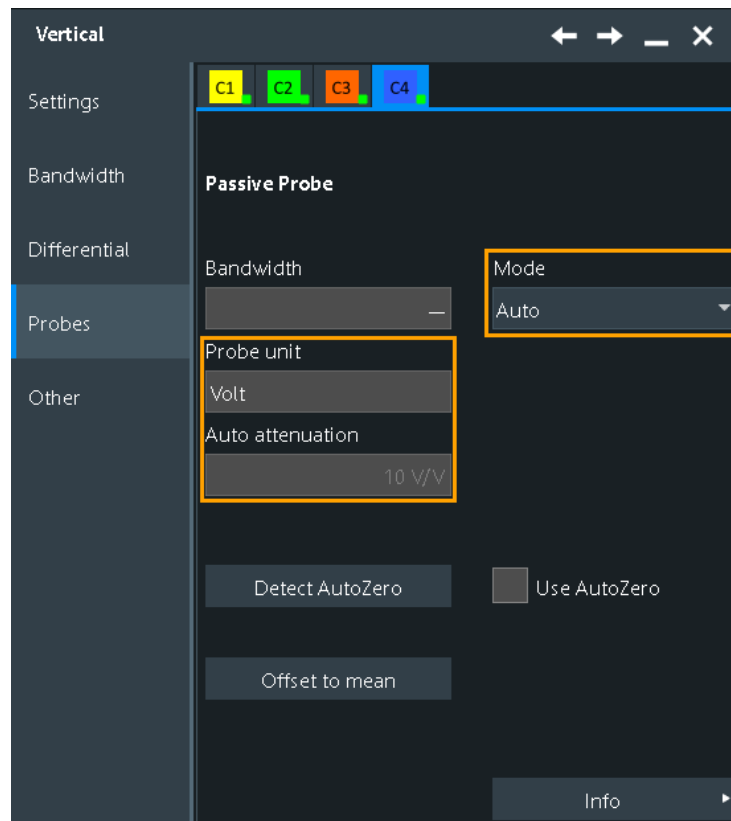 Vertical
Settings
Bandwidth
Differential
Probes
Other
C1 C2 C3 C4
Passive Probe
Bandwidth
Mode
Auto
Probe unit
Volt
Auto attenuation
10 V/V
Detect AutoZero
Use AutoZero
Offset to mean
Info